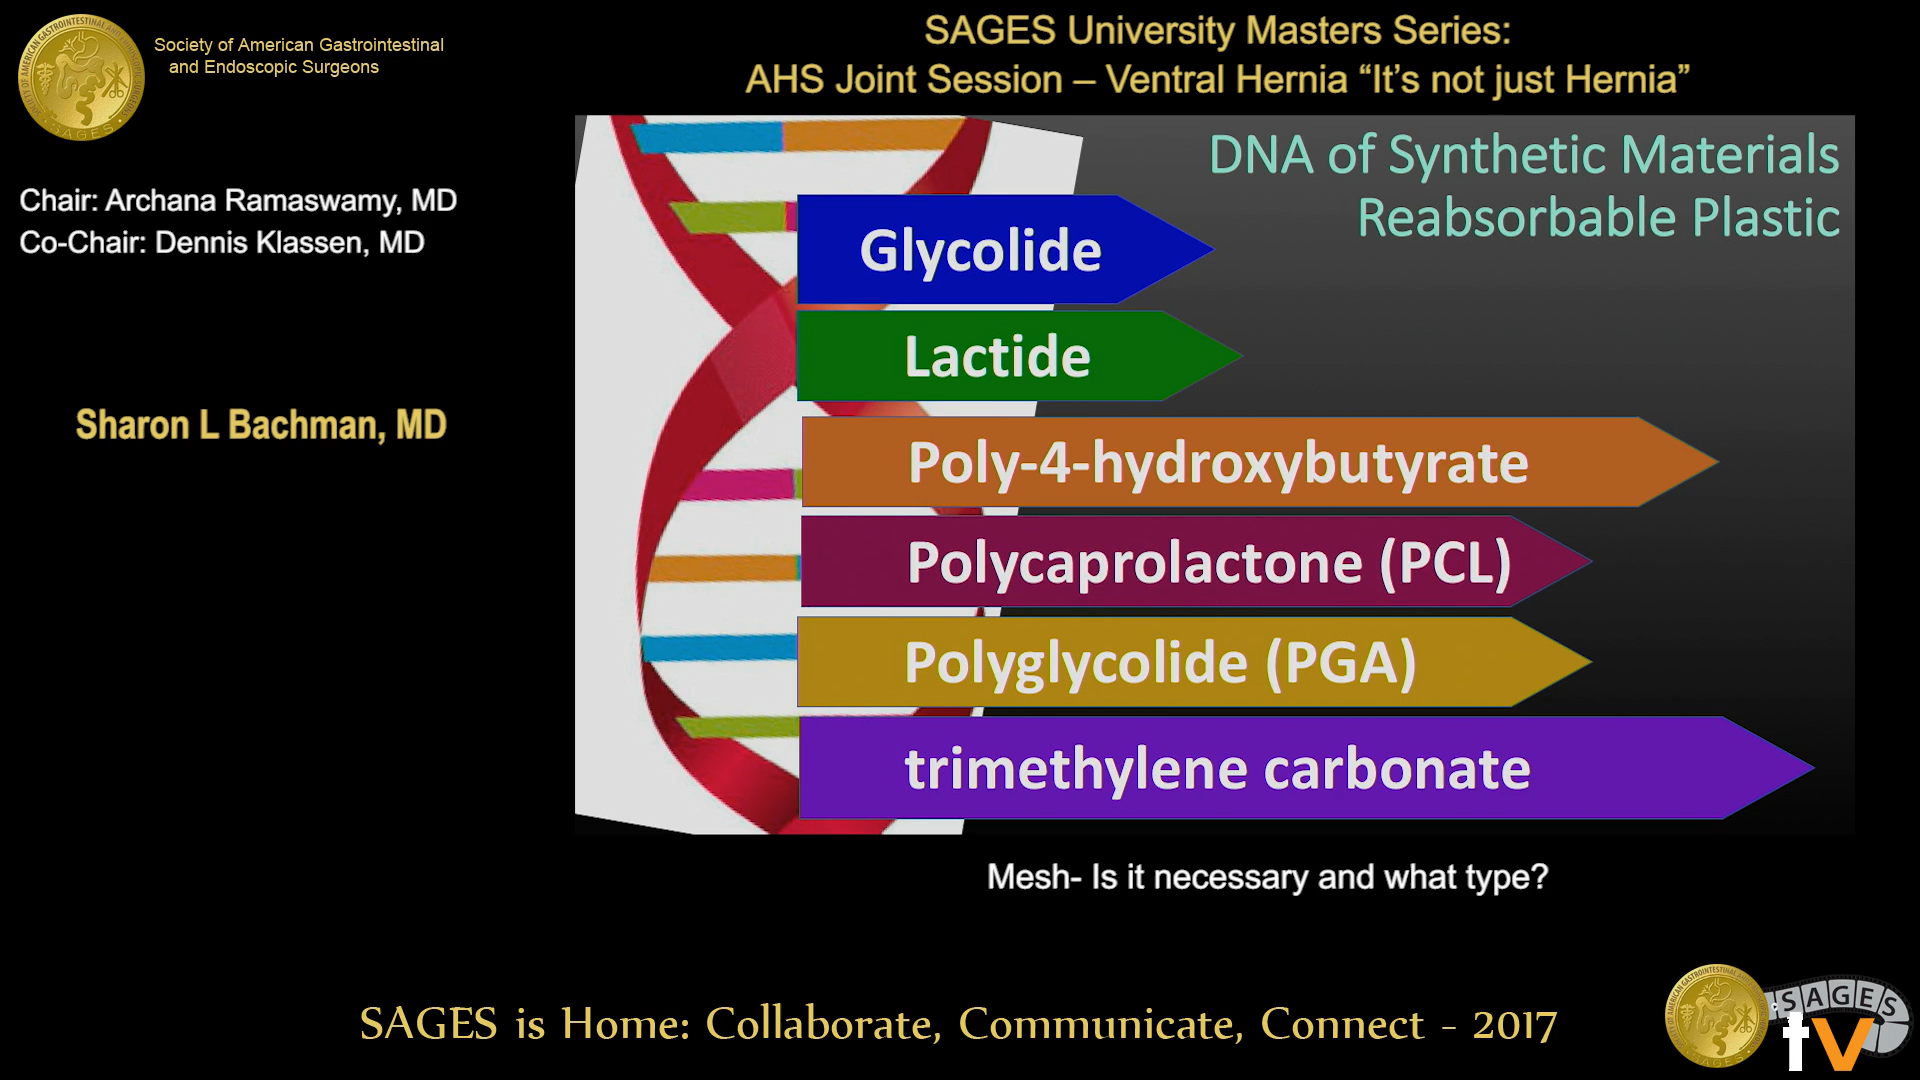 Society of American Gastrointestinal
and Endoscopic Surgeons
SAGES University Masters Series:
AHS Joint Session – Ventral Hernia “It’s not just Hernia”
Chair: Archana Ramaswamy, MD
Co-Chair: Dennis Klassen, MD
Sharon L Bachman, MD
DNA of Synthetic Materials
Reabsorbable Plastic
Glycolide
Lactide
Poly-4-hydroxybutyrate
Polycaprolactone (PCL)
Polyglycolide (PGA)
trimethylene carbonate
Mesh- Is it necessary and what type?
SAGES is Home: Collaborate, Communicate, Connect - 2017
SAGES
SAGES
tv